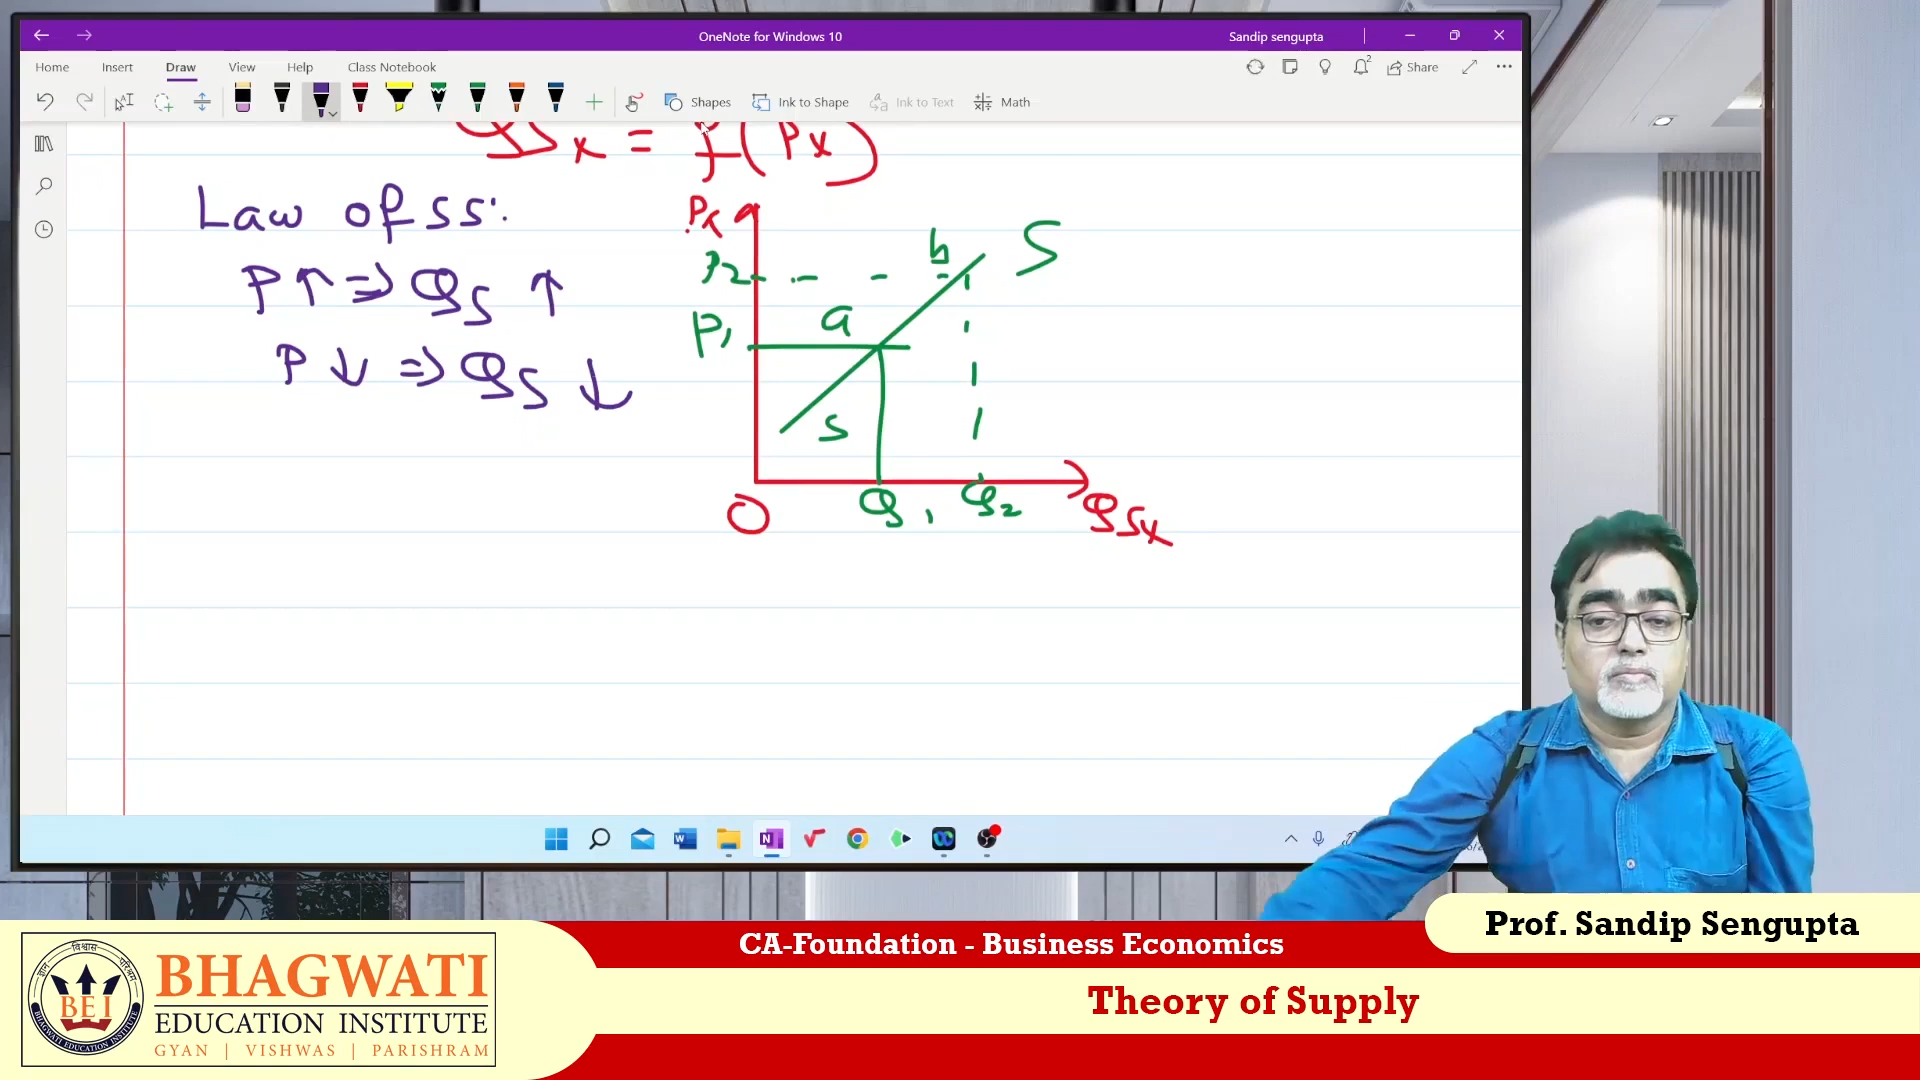 OneNote for Windows 10
Sandip sengupta
Home Insert Draw View Help Class Notebook
2 Share
Shapes Ink to Shape Ink to Text Math
QSx = f(Px)
Law of ss:
P ↑ ⇒ QS ↑
P ↓ ⇒ QS ↓
Px
P2 b S
P1 a
S
O Q1 Q2 QSx
Prof. Sandip Sengupta
CA-Foundation - Business Economics
Theory of Supply
विश्वास
BEI
BHAGWATI
EDUCATION INSTITUTE
GYAN | VISHWAS | PARISHRAM